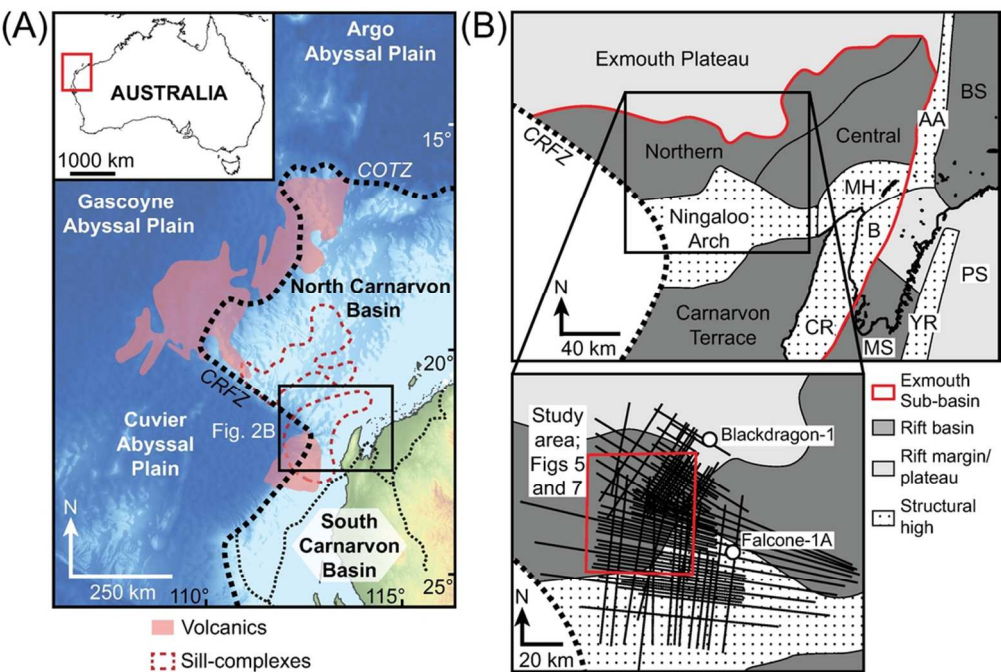 (A)
AUSTRALIA
1000 km
Argo
Abyssal Plain
15°
COTZ
Gascoyne
Abyssal Plain
North Carnarvon
Basin
20°
CRFZ
Cuvier
Abyssal
Plain
Fig. 2B
N
250 km
South
Carnarvon
Basin
25°
110°
115°
Volcanics
Sill-complexes
(B)
Exmouth Plateau
CRFZ
Northern
Central
AA
BS
MH
Ningaloo
Arch
B
N
40 km
Carnarvon
Terrace
CR
MS
YR
PS
Study
area;
Figs 5
and 7
Blackdragon-1
Falcone-1A
N
20 km
Exmouth
Sub-basin
Rift basin
Rift margin/
plateau
Structural
high